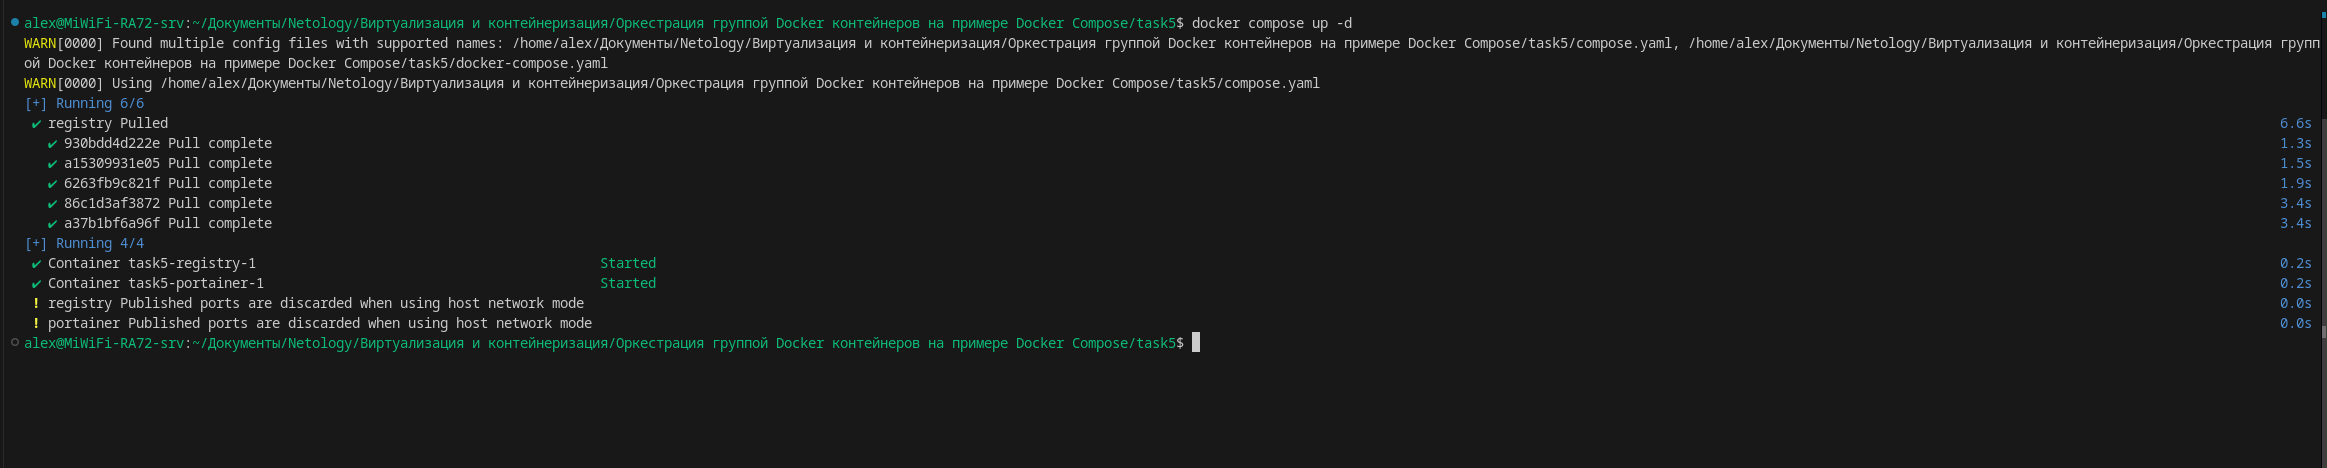 alex@MiWiFi-RA72-srv:~/Документы/Netology/Виртуализация и контейнеризация/Оркестрация группой Docker контейнеров на примере Docker Compose/task5$ docker compose up -d
WARN[0000] Found multiple config files with supported names: /home/alex/Документы/Netology/Виртуализация и контейнеризация/Оркестрация группой Docker контейнеров на примере Docker Compose/task5/compose.yaml, /home/alex/Документы/Netology/Виртуализация и контейнеризация/Оркестрация групп
ой Docker контейнеров на примере Docker Compose/task5/docker-compose.yaml
WARN[0000] Using /home/alex/Документы/Netology/Виртуализация и контейнеризация/Оркестрация группой Docker контейнеров на примере Docker Compose/task5/compose.yaml
[+] Running 6/6
✔ registry Pulled 6.6s
✔ 930bdd4d222e Pull complete 1.3s
✔ a15309931e05 Pull complete 1.5s
✔ 6263fb9c821f Pull complete 1.9s
✔ 86c1d3af3872 Pull complete 3.4s
✔ a37b1bf6a96f Pull complete 3.4s
[+] Running 4/4
✔ Container task5-registry-1 Started 0.2s
✔ Container task5-portainer-1 Started 0.2s
! registry Published ports are discarded when using host network mode 0.0s
! portainer Published ports are discarded when using host network mode 0.0s
alex@MiWiFi-RA72-srv:~/Документы/Netology/Виртуализация и контейнеризация/Оркестрация группой Docker контейнеров на примере Docker Compose/task5$